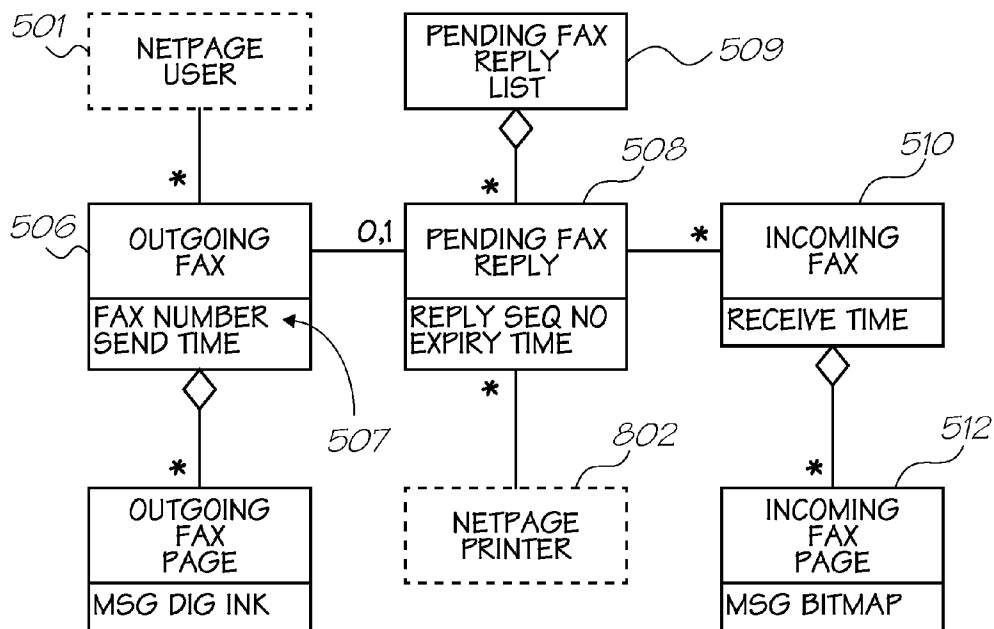 501
NETPAGE
USER
PENDING FAX
REPLY
LIST
509
*
*
508
510
506
OUTGOING
FAX
0,1
PENDING FAX
REPLY
*
INCOMING
FAX
FAX NUMBER
SEND TIME
REPLY SEQ NO
EXPIRY TIME
RECEIVE TIME
*
507
802
512
*
*
OUTGOING
FAX
PAGE
NETPAGE
PRINTER
INCOMING
FAX
PAGE
MSG DIG INK
MSG BITMAP